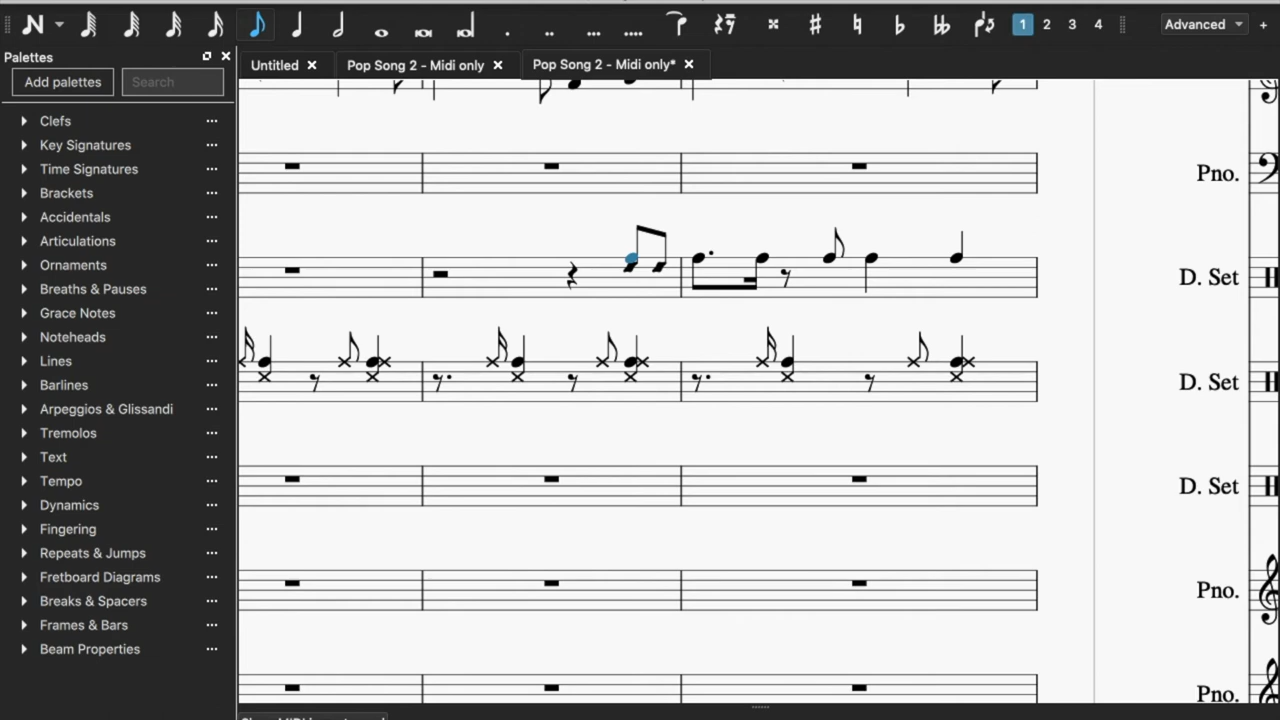 1 2 3 4 Advanced
Palettes
Add palettes Search
Untitled Pop Song 2 - Midi only Pop Song 2 - Midi only*
Clefs
Key Signatures
Time Signatures
Brackets
Accidentals
Articulations
Ornaments
Breaths & Pauses
Grace Notes
Noteheads
Lines
Barlines
Arpeggios & Glissandi
Tremolos
Text
Tempo
Dynamics
Fingering
Repeats & Jumps
Fretboard Diagrams
Breaks & Spacers
Frames & Bars
Beam Properties
Pno.
D. Set
D. Set
D. Set
Pno.
Pno.